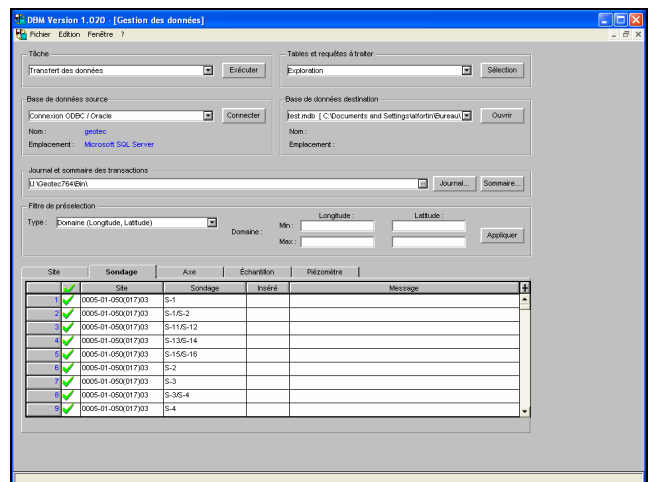 DBM Version 1.020 - [Gestion des données]
Fichier Edition Fenêtre ?
Tâche
Transfert des données
Exécuter
Tables et requêtes à traiter
Exploration
Sélection
Base de données source
Connexion ODBC / Oracle
Connecter
Nom : geotec
Emplacement : Microsoft SQL Server
Base de données destination
test.mdb [ C:\Documents and Settings\alfortin\Bureau\
Ouvrir
Nom :
Emplacement :
Journal et sommaire des transactions
U:\Geotec764\Bin\
Journal...
Sommaire...
Filtre de présélection
Type : Domaine (Longitude, Latitude)
Domaine :
Longitude : Latitude :
Min :
Max :
Appliquer
Site Sondage Axe Échantillon Piézomètre
Site Sondage Inséré Message
1 0005-01-050(017)03 S-1
2 0005-01-050(017)03 S-1/S-2
3 0005-01-050(017)03 S-11/S-12
4 0005-01-050(017)03 S-13/S-14
5 0005-01-050(017)03 S-15/S-16
6 0005-01-050(017)03 S-2
7 0005-01-050(017)03 S-3
8 0005-01-050(017)03 S-3/S-4
9 0005-01-050(017)03 S-4